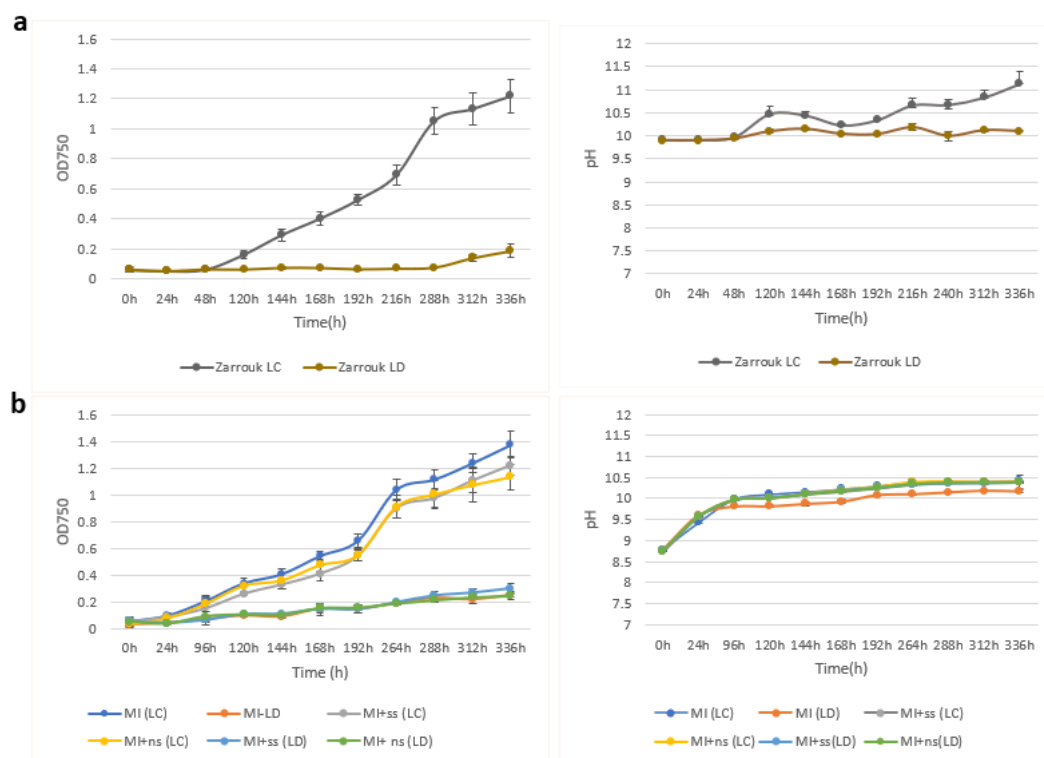 a
1.6
1.4
1.2
1
0.8
0.6
0.4
0.2
0
OD750
0h 24h 48h 120h 144h 168h 192h 216h 288h 312h 336h
Time(h)
Zarrouk LC Zarrouk LD
12
11.5
11
10.5
10
9.5
9
8.5
8
7.5
7
pH
0h 24h 48h 120h 144h 168h 192h 216h 240h 312h 336h
Time(h)
Zarrouk LC Zarrouk LD
b
1.6
1.4
1.2
1
0.8
0.6
0.4
0.2
0
OD750
0h 24h 96h 120h 144h 168h 192h 264h 288h 312h 336h
Time (h)
MI (LC) MI-LD MI+ss (LC)
MI+ns (LC) MI+ss (LD) MI+ ns (LD)
12
11.5
11
10.5
10
9.5
9
8.5
8
7.5
7
pH
0h 24h 96h 120h 144h 168h 192h 264h 288h 312h 336h
Time(h)
MI (LC) MI (LD) MI+ss (LC)
MI+ns (LC) MI+ss(LD) MI+ns(LD)